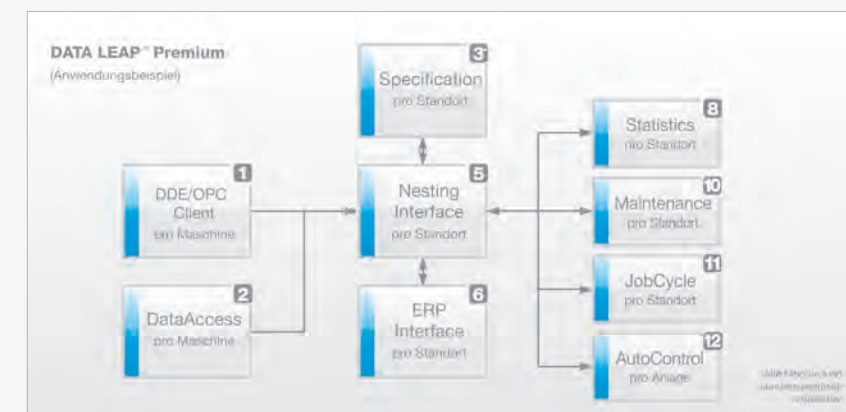 DATA LEAP™ Premium
(Anwendungsbeispiel)
3
Specification
pro Standort
1
DDE/OPC
Client
pro Maschine
5
Nesting
Interface
pro Standort
2
DataAccess
pro Maschine
6
ERP
Interface
pro Standort
8
Statistics
pro Standort
10
Maintenance
pro Standort
11
JobCycle
pro Standort
12
AutoControl
pro Anlage